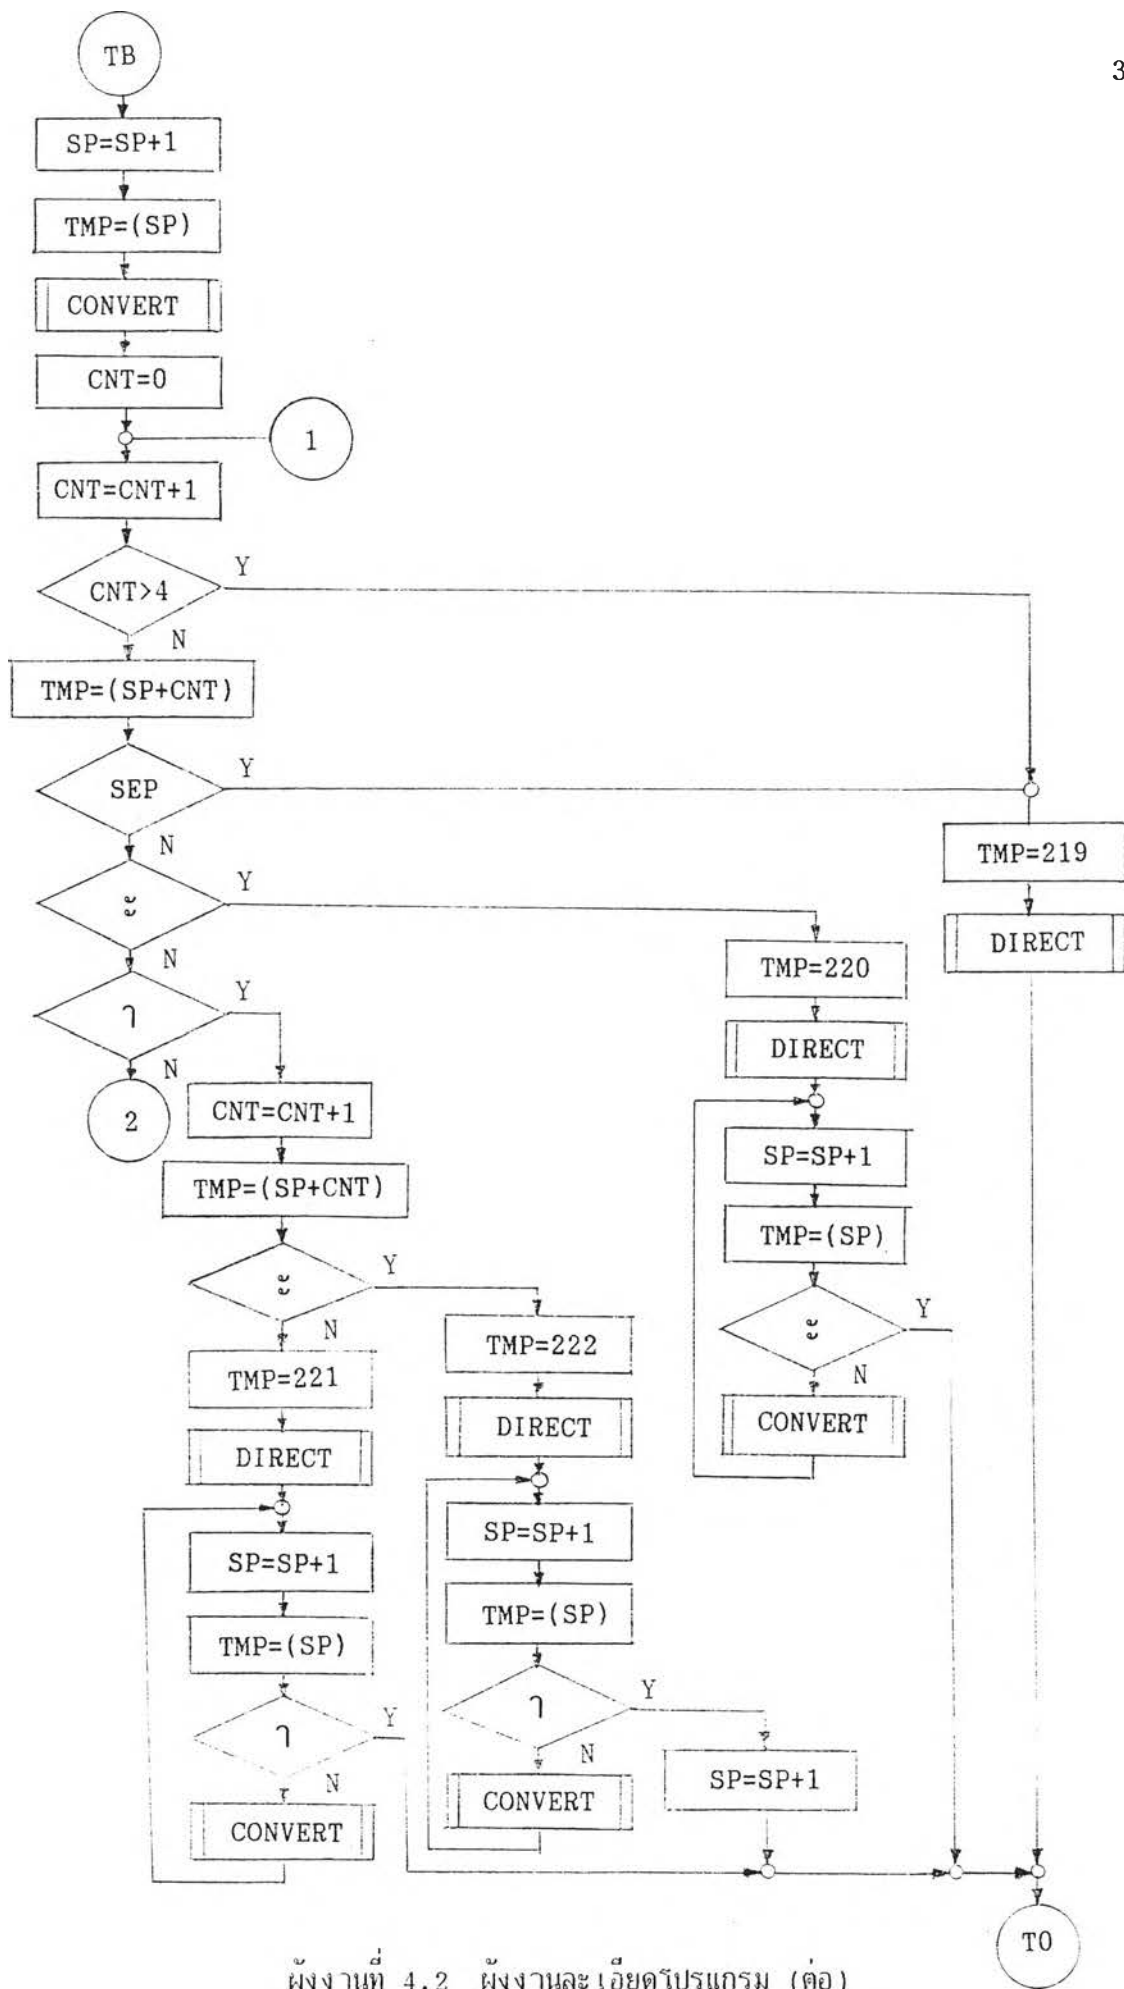 TB
3
SP=SP+1
TMP=(SP)
CONVERT
CNT=0
1
CNT=CNT+1
CNT>4
Y
N
TMP=(SP+CNT)
SEP
Y
N
TMP=219
DIRECT
ะ
Y
N
TMP=220
DIRECT
SP=SP+1
TMP=(SP)
ะ
Y
N
CONVERT
า
Y
N
2
CNT=CNT+1
TMP=(SP+CNT)
ะ
Y
N
TMP=221
DIRECT
SP=SP+1
TMP=(SP)
า
Y
N
CONVERT
TMP=222
DIRECT
SP=SP+1
TMP=(SP)
า
Y
N
CONVERT
SP=SP+1
TO
ผังงานที่ 4.2 ผังงานละเอียดโปรแกรม (ต่อ)